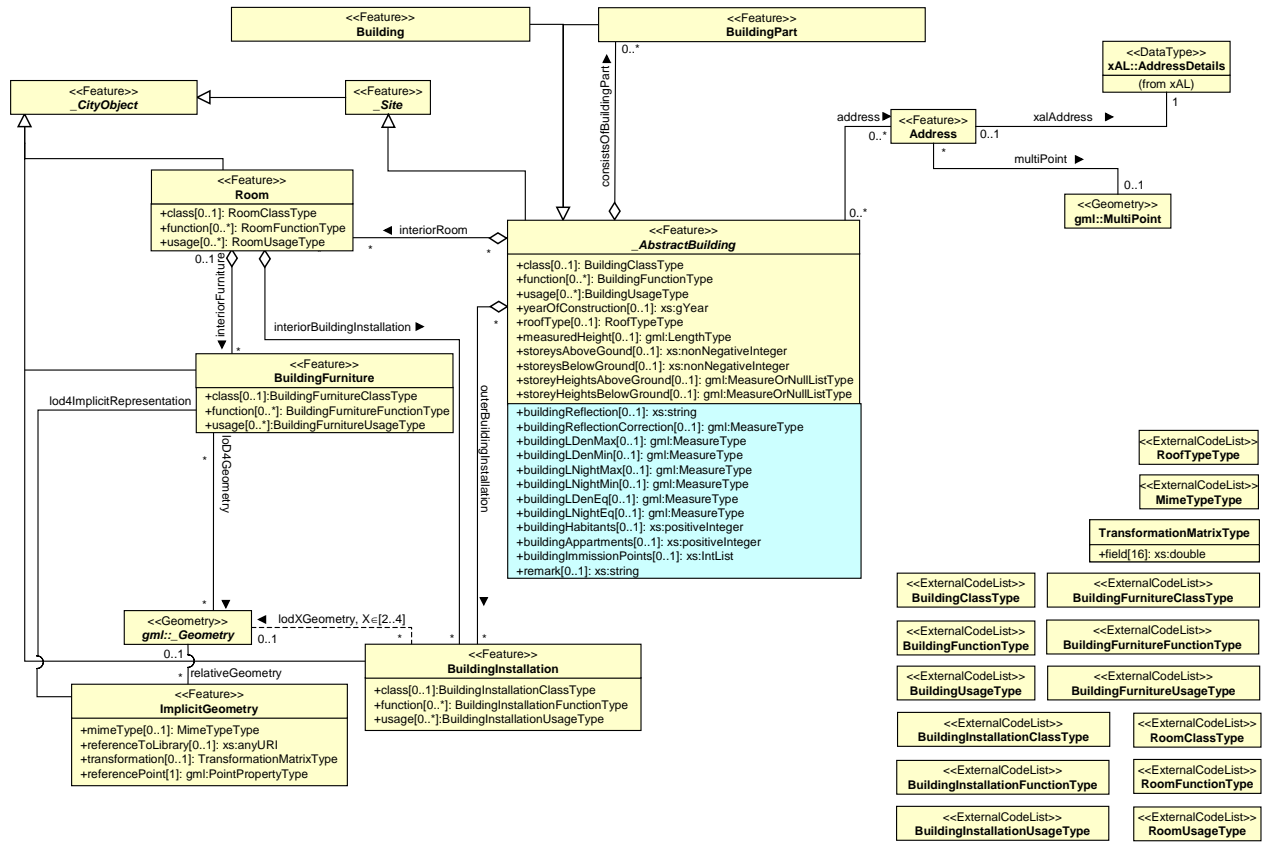 <<Feature>>
Building
<<Feature>>
BuildingPart
0..*
consistsOfBuildingPart
<<DataType>>
xAL::AddressDetails
(from xAL)
1
<<Feature>>
_CityObject
<<Feature>>
_Site
address
0..*
<<Feature>>
Address
0..1
xalAddress
*
multiPoint
0..1
<<Geometry>>
gml::MultiPoint
0..*
<<Feature>>
Room
+class[0..1]: RoomClassType
+function[0..*]: RoomFunctionType
+usage[0..*]: RoomUsageType
interiorRoom
*
*
<<Feature>>
_AbstractBuilding
+class[0..1]: BuildingClassType
+function[0..*]: BuildingFunctionType
+usage[0..*]:BuildingUsageType
+yearOfConstruction[0..1]: xs:gYear
+roofType[0..1]: RoofTypeType
+measuredHeight[0..1]: gml:LengthType
+storeysAboveGound[0..1]: xs:nonNegativeInteger
+storeysBelowGround[0..1]: xs:nonNegativeInteger
+storeyHeightsAboveGround[0..1]: gml:MeasureOrNullListType
+storeyHeightsBelowGround[0..1]: gml:MeasureOrNullListType
+buildingReflection[0..1]: xs:string
+buildingReflectionCorrection[0..1]: gml:MeasureType
+buildingLDenMax[0..1]: gml:MeasureType
+buildingLDenMin[0..1]: gml:MeasureType
+buildingLNightMax[0..1]: gml:MeasureType
+buildingLNightMin[0..1]: gml:MeasureType
+buildingLDenEq[0..1]: gml:MeasureType
+buildingLNightEq[0..1]: gml:MeasureType
+buildingHabitants[0..1]: xs:positiveInteger
+buildingAppartments[0..1]: xs:positiveInteger
+buildingImmissionPoints[0..1]: xs:IntList
+remark[0..1]: xs:string
0..1
interiorFurniture
*
interiorBuildingInstallation
*
outerBuildingInstallation
<<Feature>>
BuildingFurniture
+class[0..1]:BuildingFurnitureClassType
+function[0..*]: BuildingFurnitureFunctionType
+usage[0..*]:BuildingFurnitureUsageType
lod4ImplicitRepresentation
*
loD4Geometry
*
<<Geometry>>
gml::_Geometry
0..1
lodXGeometry, X∈[2..4]
*
*
*
0..1
*
relativeGeometry
<<Feature>>
BuildingInstallation
+class[0..1]:BuildingInstallationClassType
+function[0..*]: BuildingInstallationFunctionType
+usage[0..*]:BuildingInstallationUsageType
<<Feature>>
ImplicitGeometry
+mimeType[0..1]: MimeTypeType
+referenceToLibrary[0..1]: xs:anyURI
+transformation[0..1]: TransformationMatrixType
+referencePoint[1]: gml:PointPropertyType
<<ExternalCodeList>>
RoofTypeType
<<ExternalCodeList>>
MimeTypeType
TransformationMatrixType
+field[16]: xs:double
<<ExternalCodeList>>
BuildingClassType
<<ExternalCodeList>>
BuildingFurnitureClassType
<<ExternalCodeList>>
BuildingFunctionType
<<ExternalCodeList>>
BuildingFurnitureFunctionType
<<ExternalCodeList>>
BuildingUsageType
<<ExternalCodeList>>
BuildingFurnitureUsageType
<<ExternalCodeList>>
BuildingInstallationClassType
<<ExternalCodeList>>
RoomClassType
<<ExternalCodeList>>
BuildingInstallationFunctionType
<<ExternalCodeList>>
RoomFunctionType
<<ExternalCodeList>>
BuildingInstallationUsageType
<<ExternalCodeList>>
RoomUsageType